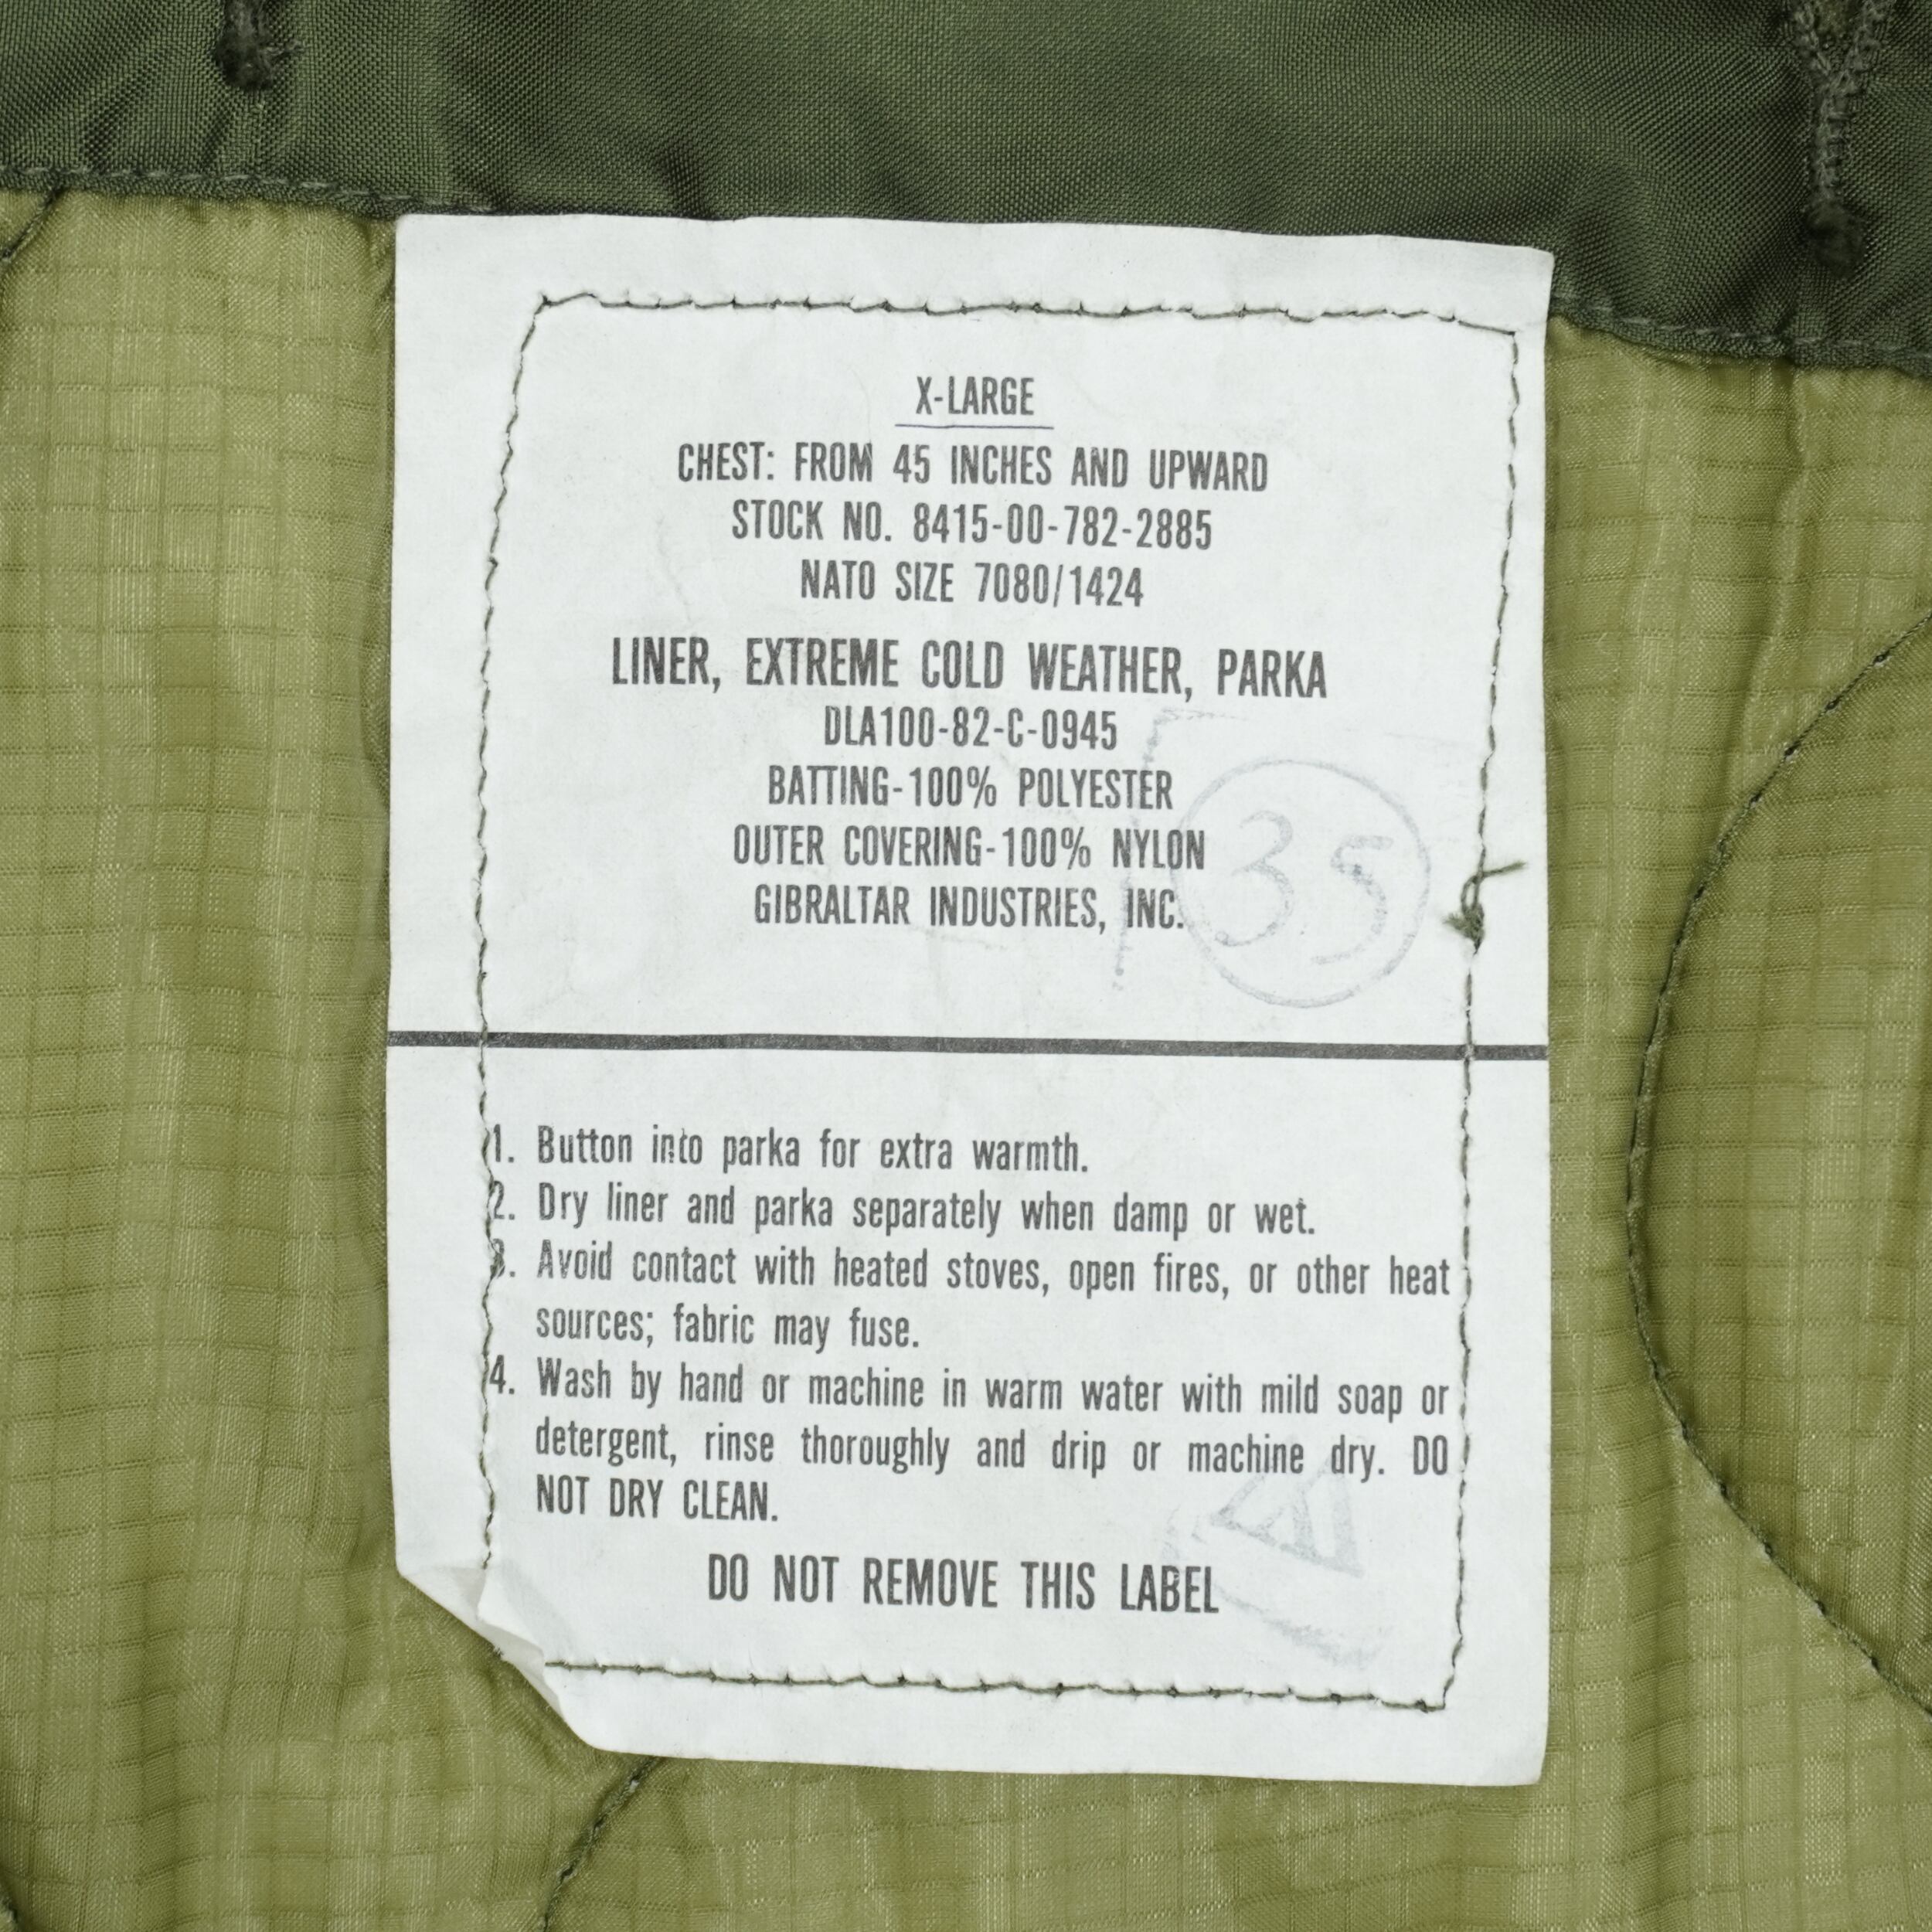 X-LARGE
CHEST: FROM 45 INCHES AND UPWARD
STOCK NO. 8415-00-782-2885
NATO SIZE 7080/1424
LINER, EXTREME COLD WEATHER, PARKA
DLA100-82-C-0945
BATTING-100% POLYESTER
OUTER COVERING-100% NYLON
GIBRALTAR INDUSTRIES, INC.
35
1. Button into parka for extra warmth.
2. Dry liner and parka separately when damp or wet.
3. Avoid contact with heated stoves, open fires, or other heat
sources; fabric may fuse.
4. Wash by hand or machine in warm water with mild soap or
detergent, rinse thoroughly and drip or machine dry. DO
NOT DRY CLEAN.
DO NOT REMOVE THIS LABEL